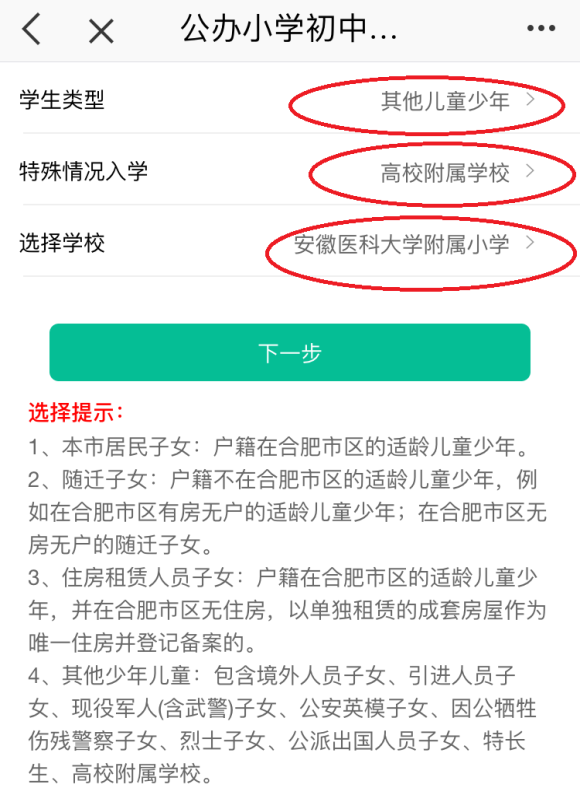 公办小学初中...
学生类型 其他儿童少年
特殊情况入学 高校附属学校
选择学校 安徽医科大学附属小学
下一步
选择提示：
1、本市居民子女：户籍在合肥市区的适龄儿童少年。
2、随迁子女：户籍不在合肥市区的适龄儿童少年，例
如在合肥市区有房无户的适龄儿童少年；在合肥市区无
房无户的随迁子女。
3、住房租赁人员子女：户籍在合肥市区的适龄儿童少
年，并在合肥市区无住房，以单独租赁的成套房屋作为
唯一住房并登记备案的。
4、其他少年儿童：包含境外人员子女、引进人员子
女、现役军人(含武警)子女、公安英模子女、因公牺牲
伤残警察子女、烈士子女、公派出国人员子女、特长
生、高校附属学校。